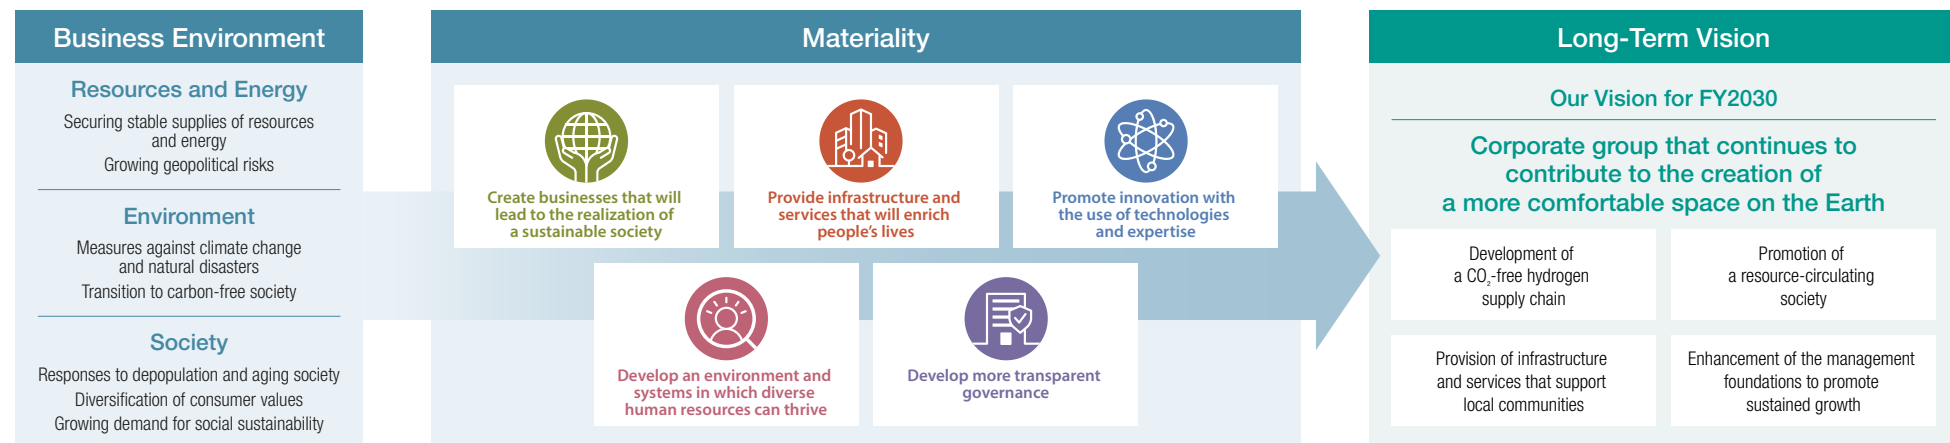 Business Environment
Resources and Energy
Securing stable supplies of resources
and energy
Growing geopolitical risks
Environment
Measures against climate change
and natural disasters
Transition to carbon-free society
Society
Responses to depopulation and aging society
Diversification of consumer values
Growing demand for social sustainability
Materiality
Create businesses that will
lead to the realization of
a sustainable society
Provide infrastructure and
services that will enrich
people's lives
Promote innovation with
the use of technologies
and expertise
Develop an environment and
systems in which diverse
human resources can thrive
Develop more transparent
governance
Long-Term Vision
Our Vision for FY2030
Corporate group that continues to
contribute to the creation of
a more comfortable space on the Earth
Development of
a CO₂-free hydrogen
supply chain
Promotion of
a resource-circulating
society
Provision of infrastructure
and services that support
local communities
Enhancement of the management
foundations to promote
sustained growth